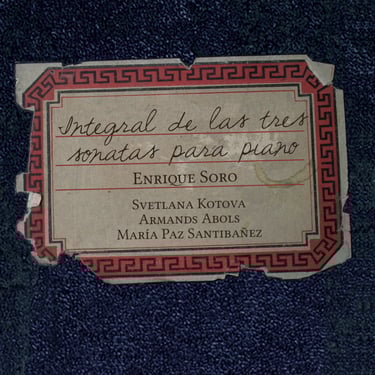 Integral de las tres
sonatas para piano
ENRIQUE SORO
SVETLANA KOTOVA
ARMANDS ABOLS
MARÍA PAZ SANTIBAÑEZ